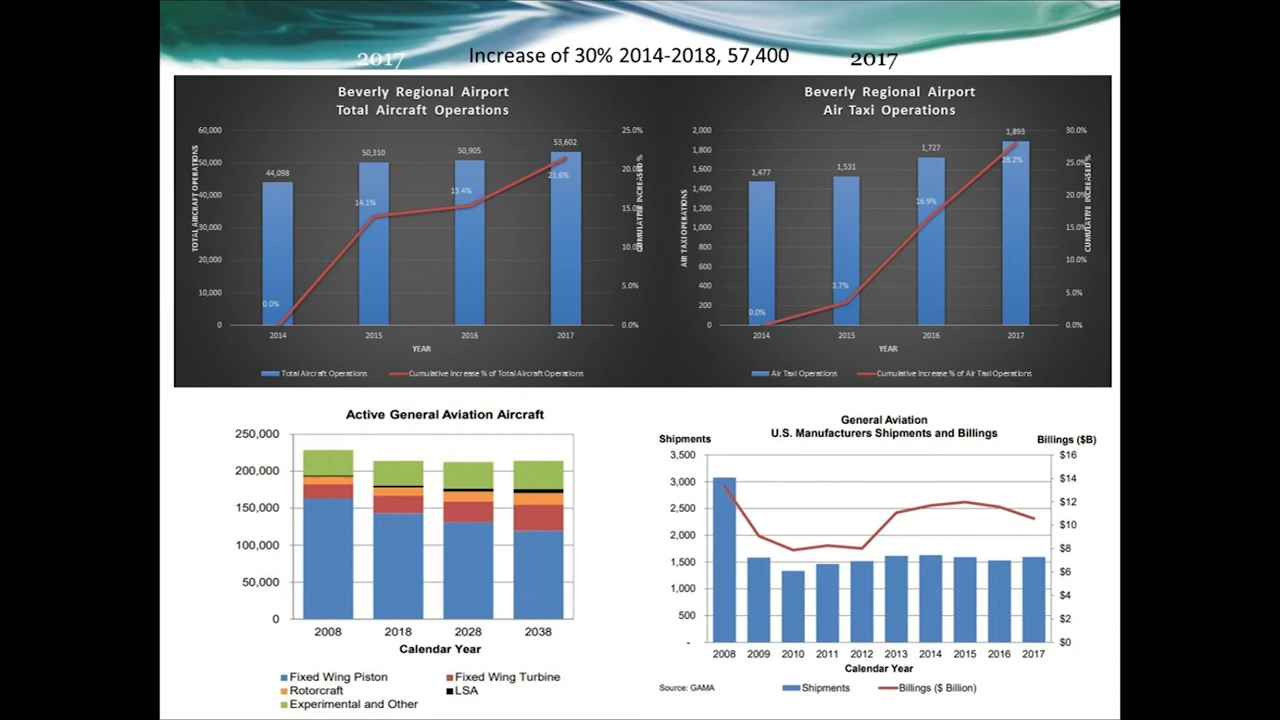 2017 Increase of 30% 2014-2018, 57,400 2017
Beverly Regional Airport
Total Aircraft Operations
TOTAL AIRCRAFT OPERATIONS
60,000
50,000
40,000
30,000
20,000
10,000
0
44,098
50,310
50,905
53,602
0.0%
14.1%
15.4%
21.6%
25.0%
20.0%
15.0%
10.0%
5.0%
0.0%
CUMULATIVE INCREASED %
2014 2015 2016 2017
YEAR
Total Aircraft Operations Cumulative Increase % of Total Aircraft Operations
Beverly Regional Airport
Air Taxi Operations
AIR TAXI OPERATIONS
2,000
1,800
1,600
1,400
1,200
1,000
800
600
400
200
0
1,477
1,531
1,727
1,893
0.0%
3.7%
16.9%
28.2%
30.0%
25.0%
20.0%
15.0%
10.0%
5.0%
0.0%
CUMULATIVE INCREASED %
2014 2015 2016 2017
YEAR
Air Taxi Operations Cumulative Increase % of Air Taxi Operations
Active General Aviation Aircraft
250,000
200,000
150,000
100,000
50,000
0
2008 2018 2028 2038
Calendar Year
Fixed Wing Piston Fixed Wing Turbine
Rotorcraft LSA
Experimental and Other
General Aviation
U.S. Manufacturers Shipments and Billings
Shipments Billings ($B)
3,500
3,000
2,500
2,000
1,500
1,000
500
-
$16
$14
$12
$10
$8
$6
$4
$2
$0
2008 2009 2010 2011 2012 2013 2014 2015 2016 2017
Calendar Year
Source: GAMA Shipments Billings ($ Billion)